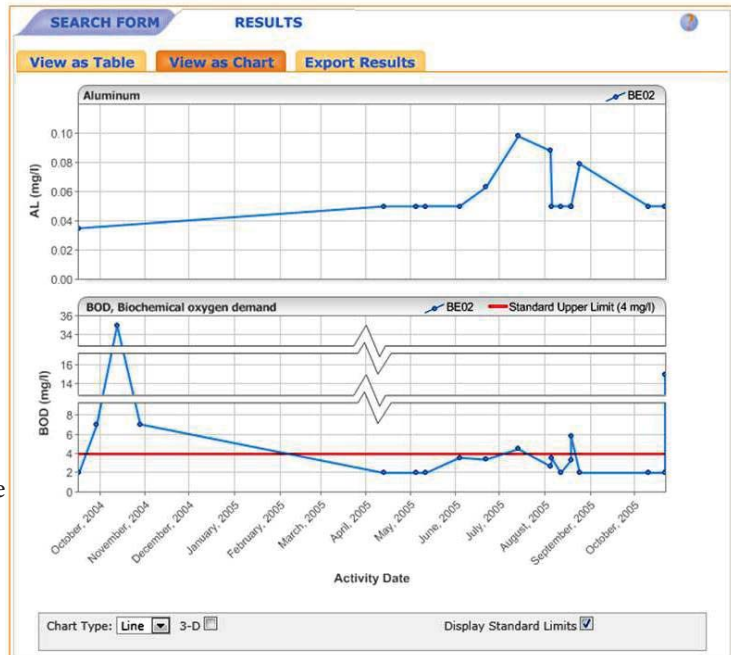 SEARCH FORM RESULTS ?
View as Table View as Chart Export Results
Aluminum BE02
AL (mg/l)
0.10
0.08
0.06
0.04
0.02
0.00
BOD, Biochemical oxygen demand BE02 Standard Upper Limit (4 mg/l)
BOD (mg/l)
36
34
16
14
8
6
4
2
0
e
October, 2004
November, 2004
December, 2004
January, 2005
February, 2005
March, 2005
April, 2005
May, 2005
June, 2005
July, 2005
August, 2005
September, 2005
October, 2005
Activity Date
Chart Type: Line 3-D Display Standard Limits